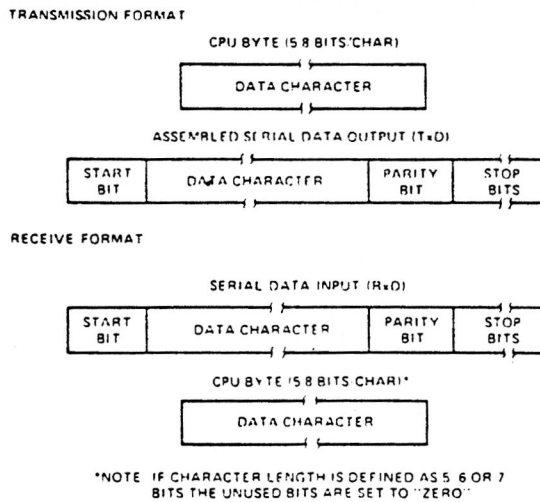 TRANSMISSION FORMAT
CPU BYTE (5 8 BITS/CHAR)
DATA CHARACTER
ASSEMBLED SERIAL DATA OUTPUT (TxD)
START BIT DATA CHARACTER PARITY BIT STOP BITS
RECEIVE FORMAT
SERIAL DATA INPUT (RxD)
START BIT DATA CHARACTER PARITY BIT STOP BITS
CPU BYTE (5 8 BITS CHAR)*
DATA CHARACTER
*NOTE IF CHARACTER LENGTH IS DEFINED AS 5 6 OR 7
BITS THE UNUSED BITS ARE SET TO "ZERO"